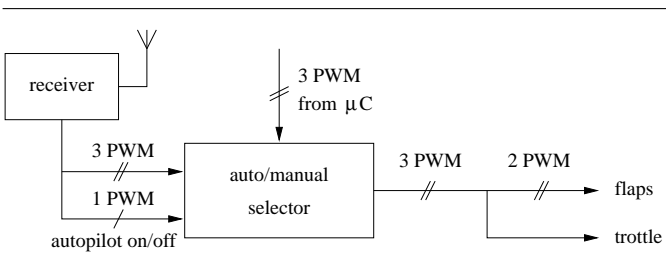 receiver
3 PWM
from μC
3 PWM
auto/manual
selector
1 PWM
autopilot on/off
3 PWM
2 PWM
flaps
trottle